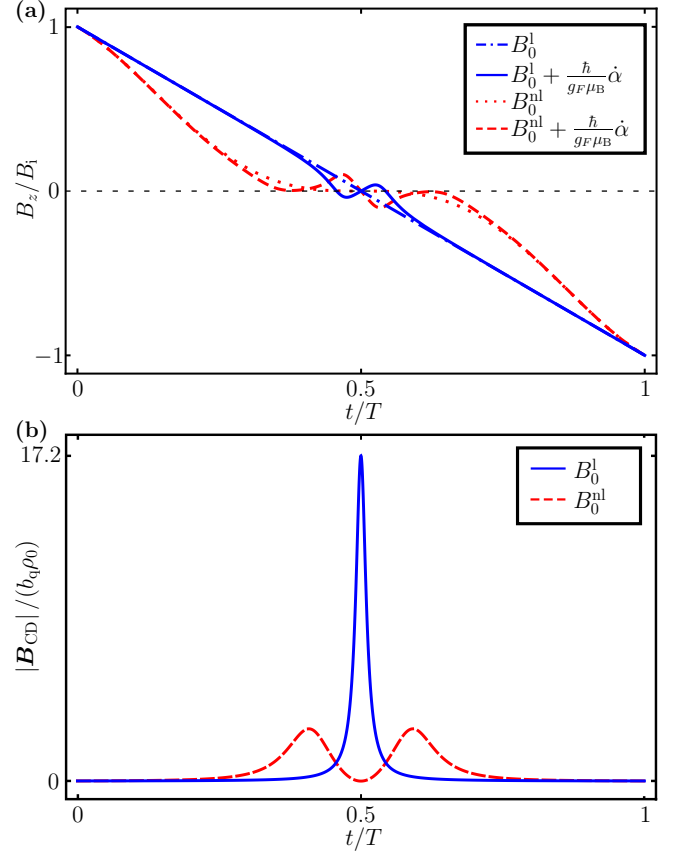 (a)
1
0
−1
B_z/B_i
B_0^l
B_0^l + ħ/(g_F μ_B) α̇
B_0^nl
B_0^nl + ħ/(g_F μ_B) α̇
0
0.5
1
t/T
(b)
17.2
0
|B_CD|/(b_q ρ_0)
B_0^l
B_0^nl
0
0.5
1
t/T